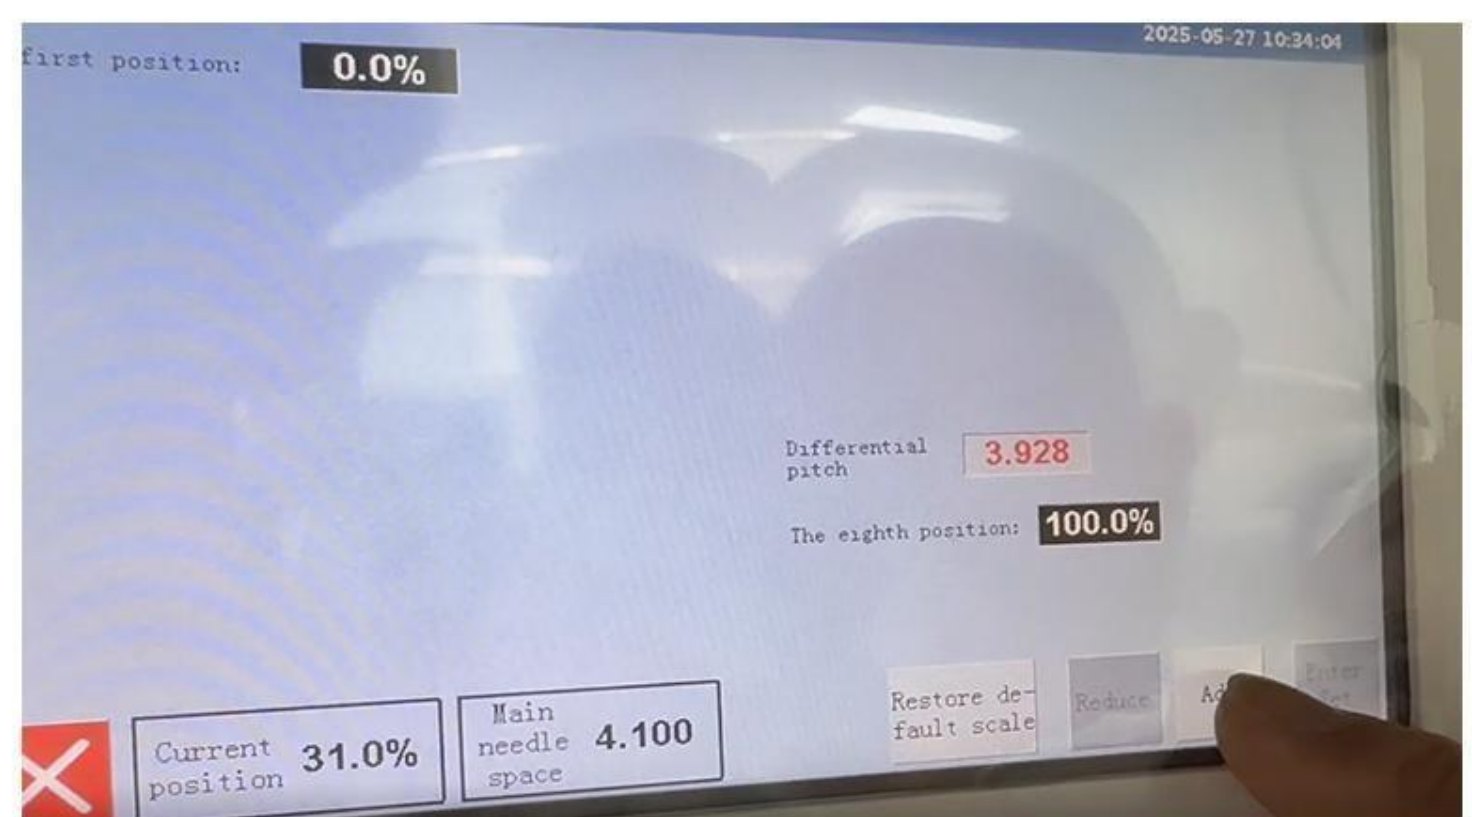 2025-05-27 10:34:04
first position: 0.0%
Differential
pitch
3.928
The eighth position: 100.0%
Restore de-
fault scale
Reduce
Enter
Current
position
31.0%
Main
needle
space
4.100